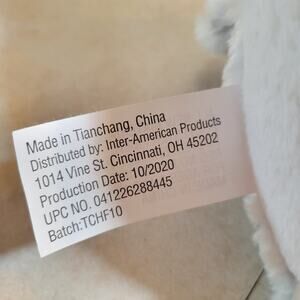 Made in Tianchang, China
Distributed by: Inter-American Products
1014 Vine St. Cincinnati, OH 45202
Production Date: 10/2020
UPC NO. 041226288445
Batch:TCHF10